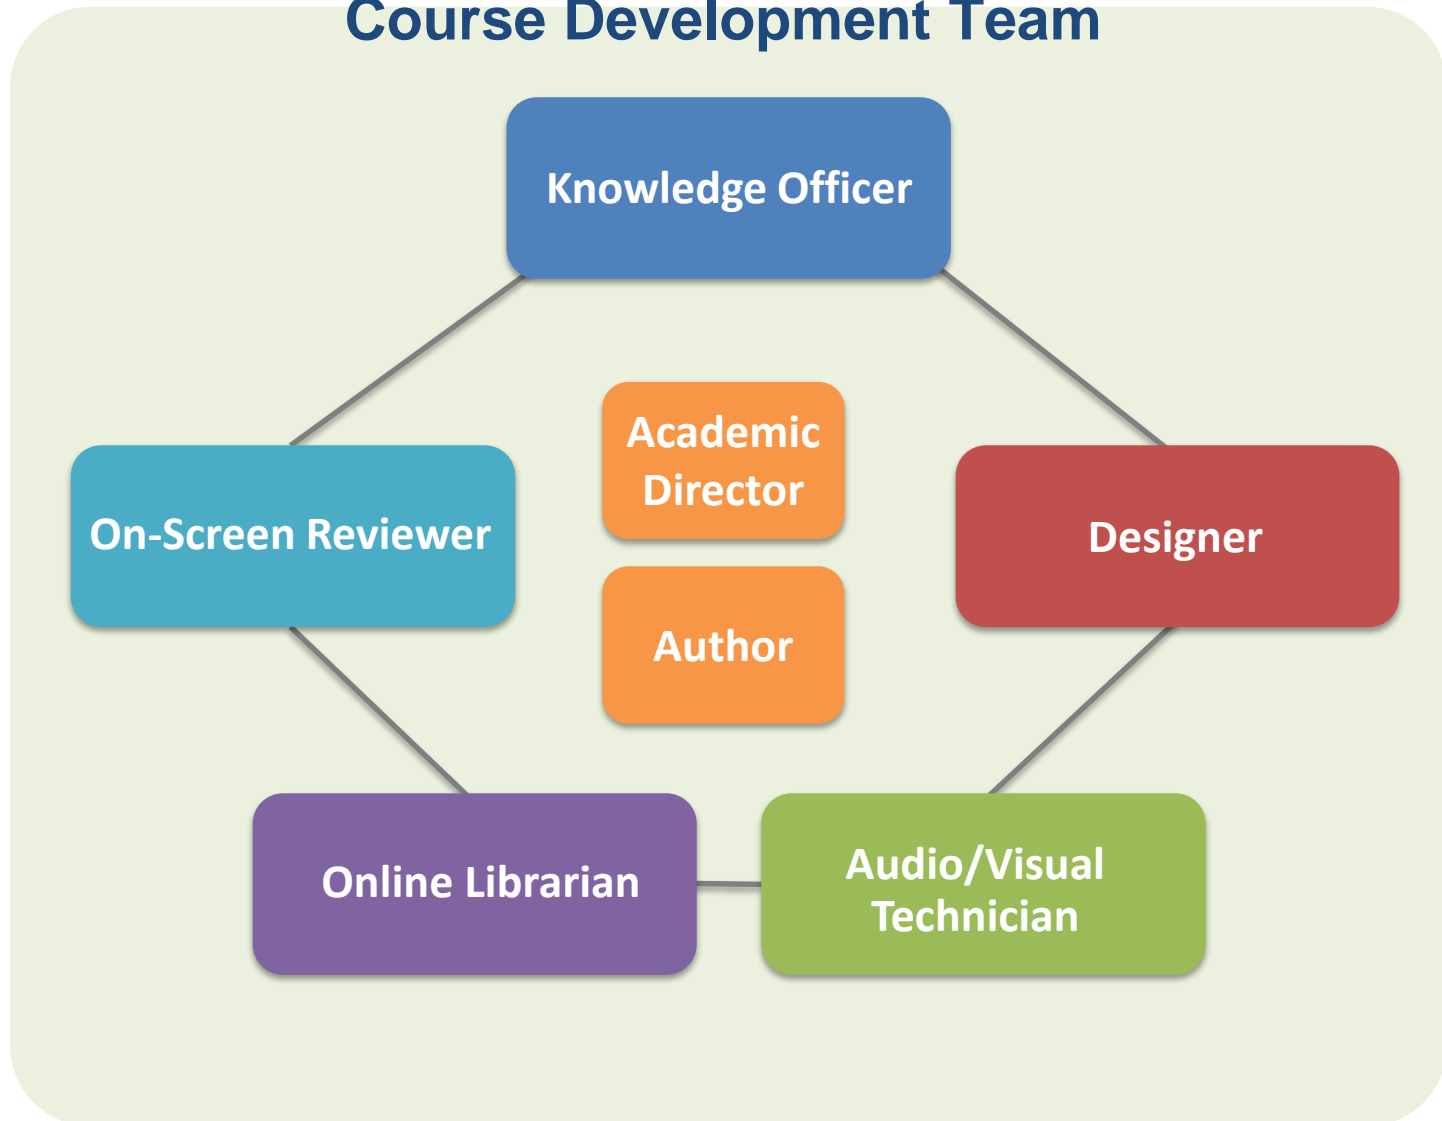 Course Development Team
Knowledge Officer
Academic
Director
On-Screen Reviewer
Designer
Author
Online Librarian
Audio/Visual
Technician